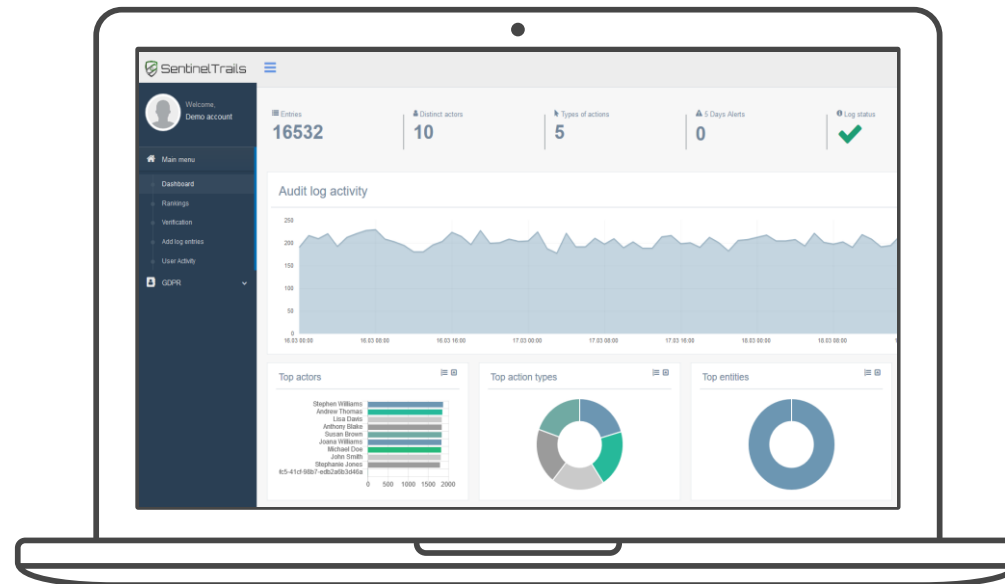 SentinelTrails
Welcome,
Demo account
Main menu
Dashboard
Rankings
Verification
Add log entries
User Activity
GDPR
Entries
16532
Distinct actors
10
Types of actions
5
5 Days Alerts
0
Log status
Audit log activity
250
200
150
100
50
0
16.03 00:00
16.03 08:00
16.03 16:00
17.03 00:00
17.03 08:00
17.03 16:00
18.03 00:00
18.03 08:00
Top actors
Stephen Williams
Andrew Thomas
Lisa Davis
Anthony Blake
Susan Brown
Joana Williams
Michael Doe
John Smith
Stephanie Jones
0 500 1000 1500 2000
Top action types
Top entities